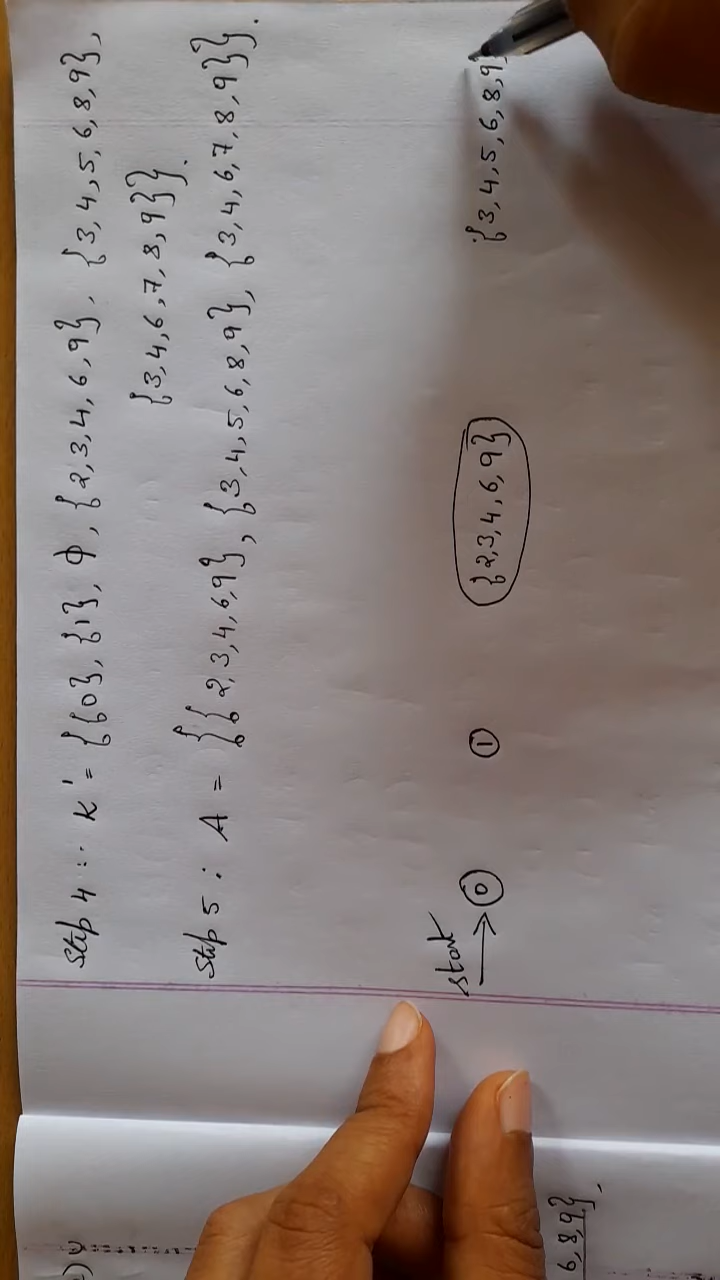 Step 4 : K' = {{0}, {1}, φ, {2,3,4,6,9}, {3,4,5,6,8,9},
{3,4,6,7,8,9}}.
Step 5 : A = {{2,3,4,6,9}, {3,4,5,6,8,9}, {3,4,6,7,8,9}}.
start
0 1 {2,3,4,6,9} {3,4,5,6,8,9}
6,8,9}.